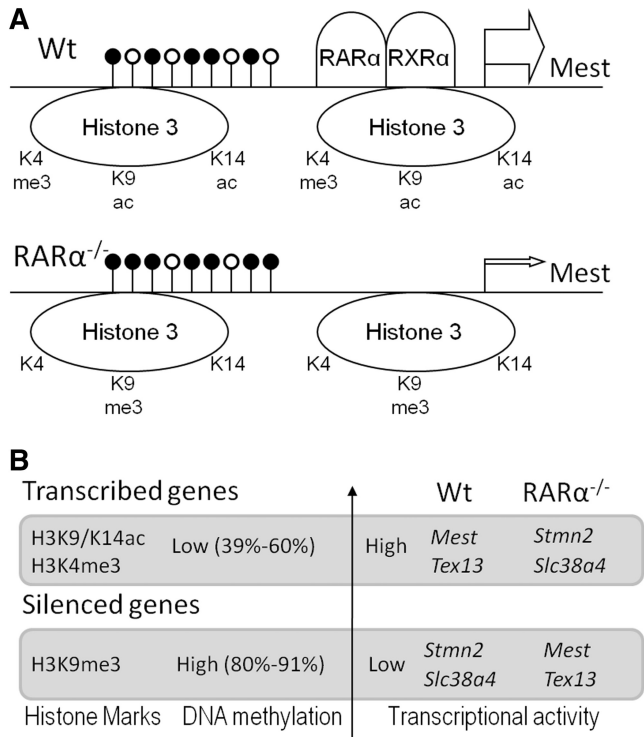 A
Wt
RARα RXRα
Mest
Histone 3 Histone 3
K4 K14 K4 K14
me3 K9 ac me3 K9 ac
ac ac
RARα-/-
Mest
Histone 3 Histone 3
K4 K14 K4 K14
K9 K9
me3 me3
B
Transcribed genes Wt RARα-/-
H3K9/K14ac Low (39%-60%) High Mest Stmn2
H3K4me3 Tex13 Slc38a4
Silenced genes
H3K9me3 High (80%-91%) Low Stmn2 Mest
Slc38a4 Tex13
Histone Marks DNA methylation Transcriptional activity